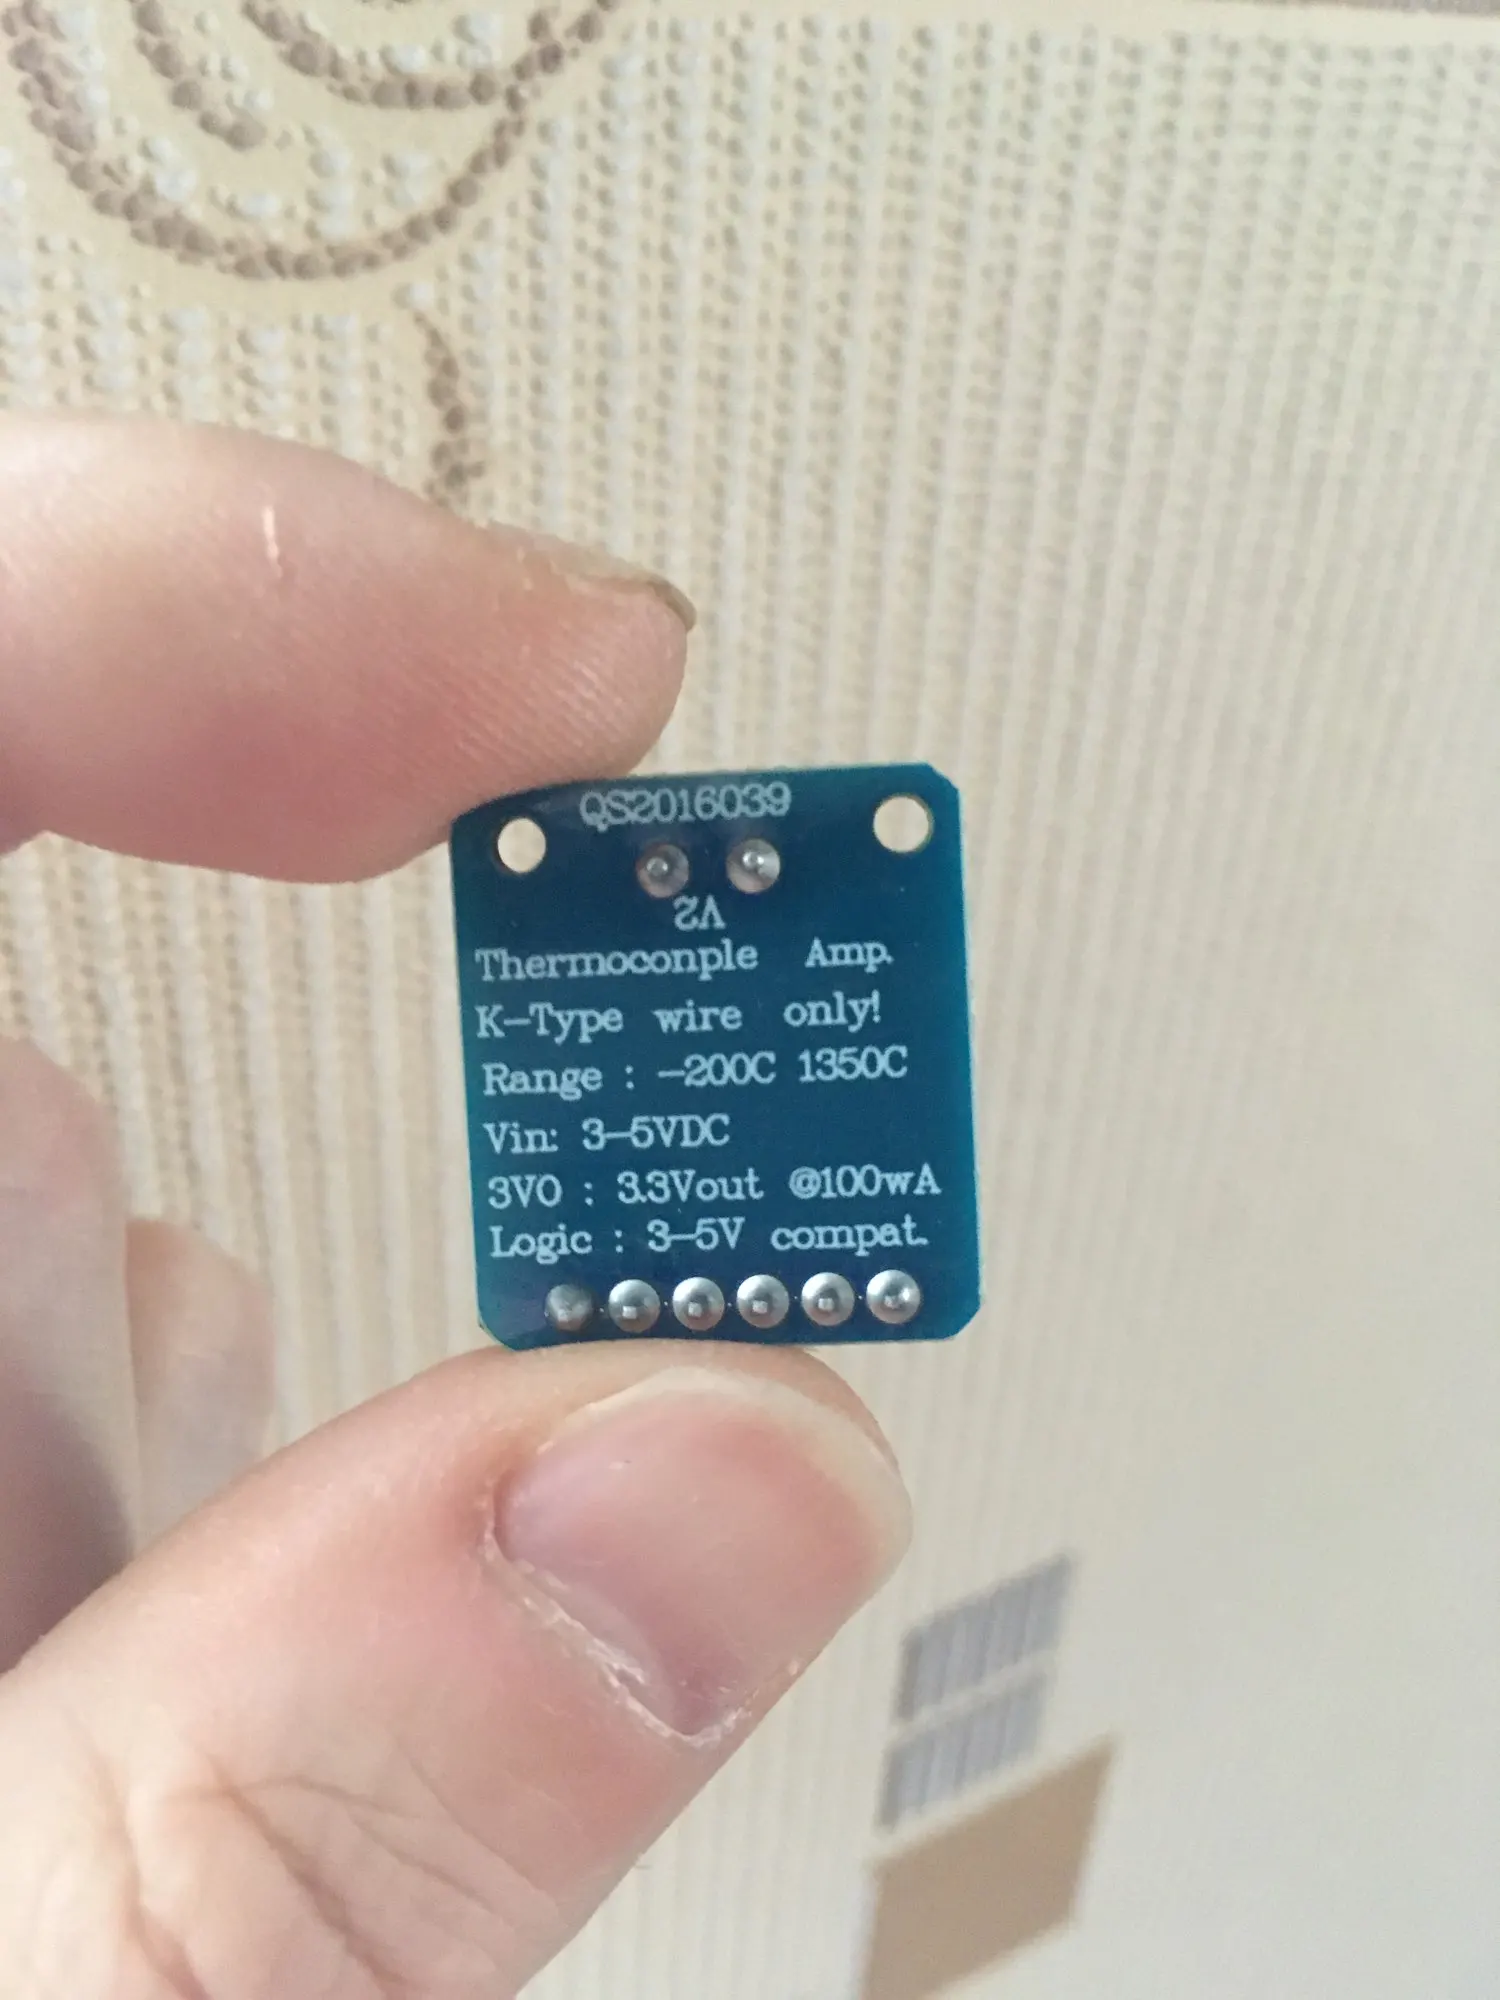 QS2016039
V2
Thermoconple Amp.
K-Type wire only!
Range : -200C 1350C
Vin: 3-5VDC
3VO : 3.3Vout @100wA
Logic : 3-5V compat.